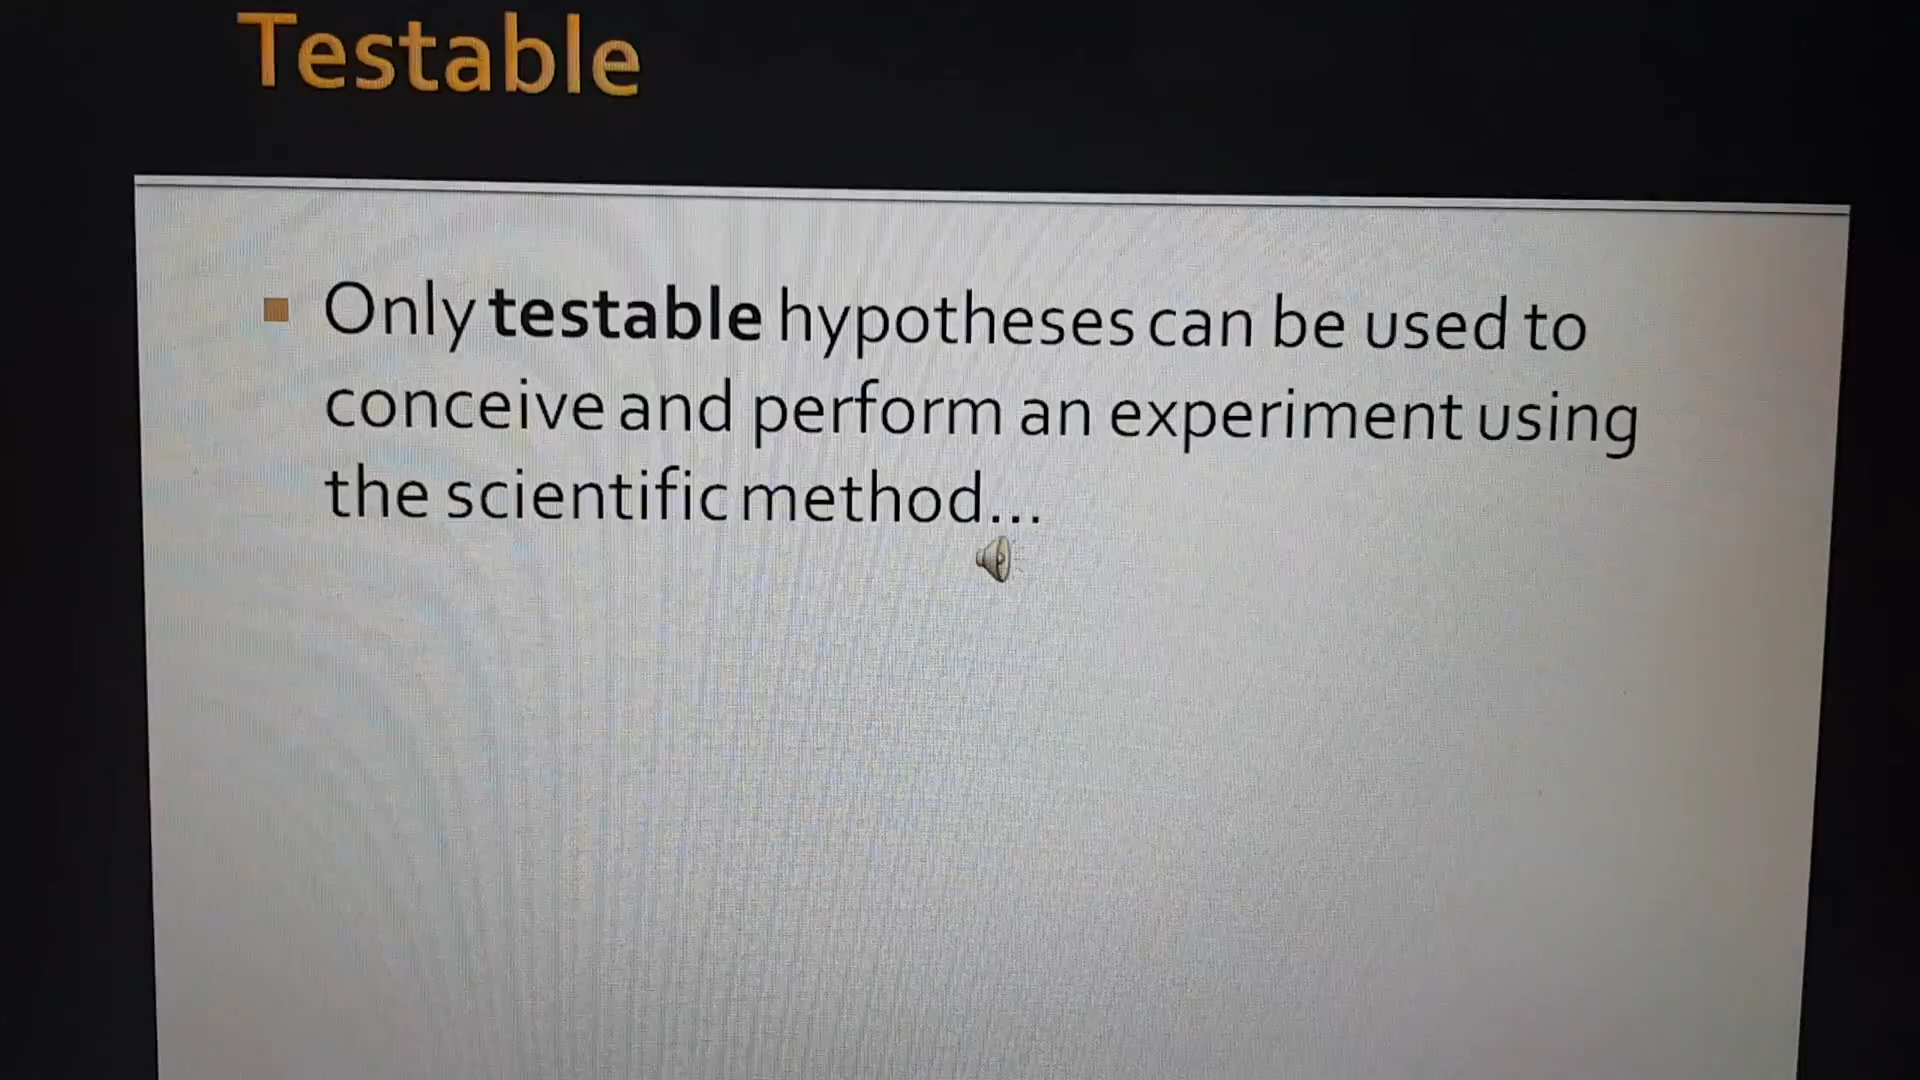 Testable
Only testable hypotheses can be used to
conceive and perform an experiment using
the scientific method...